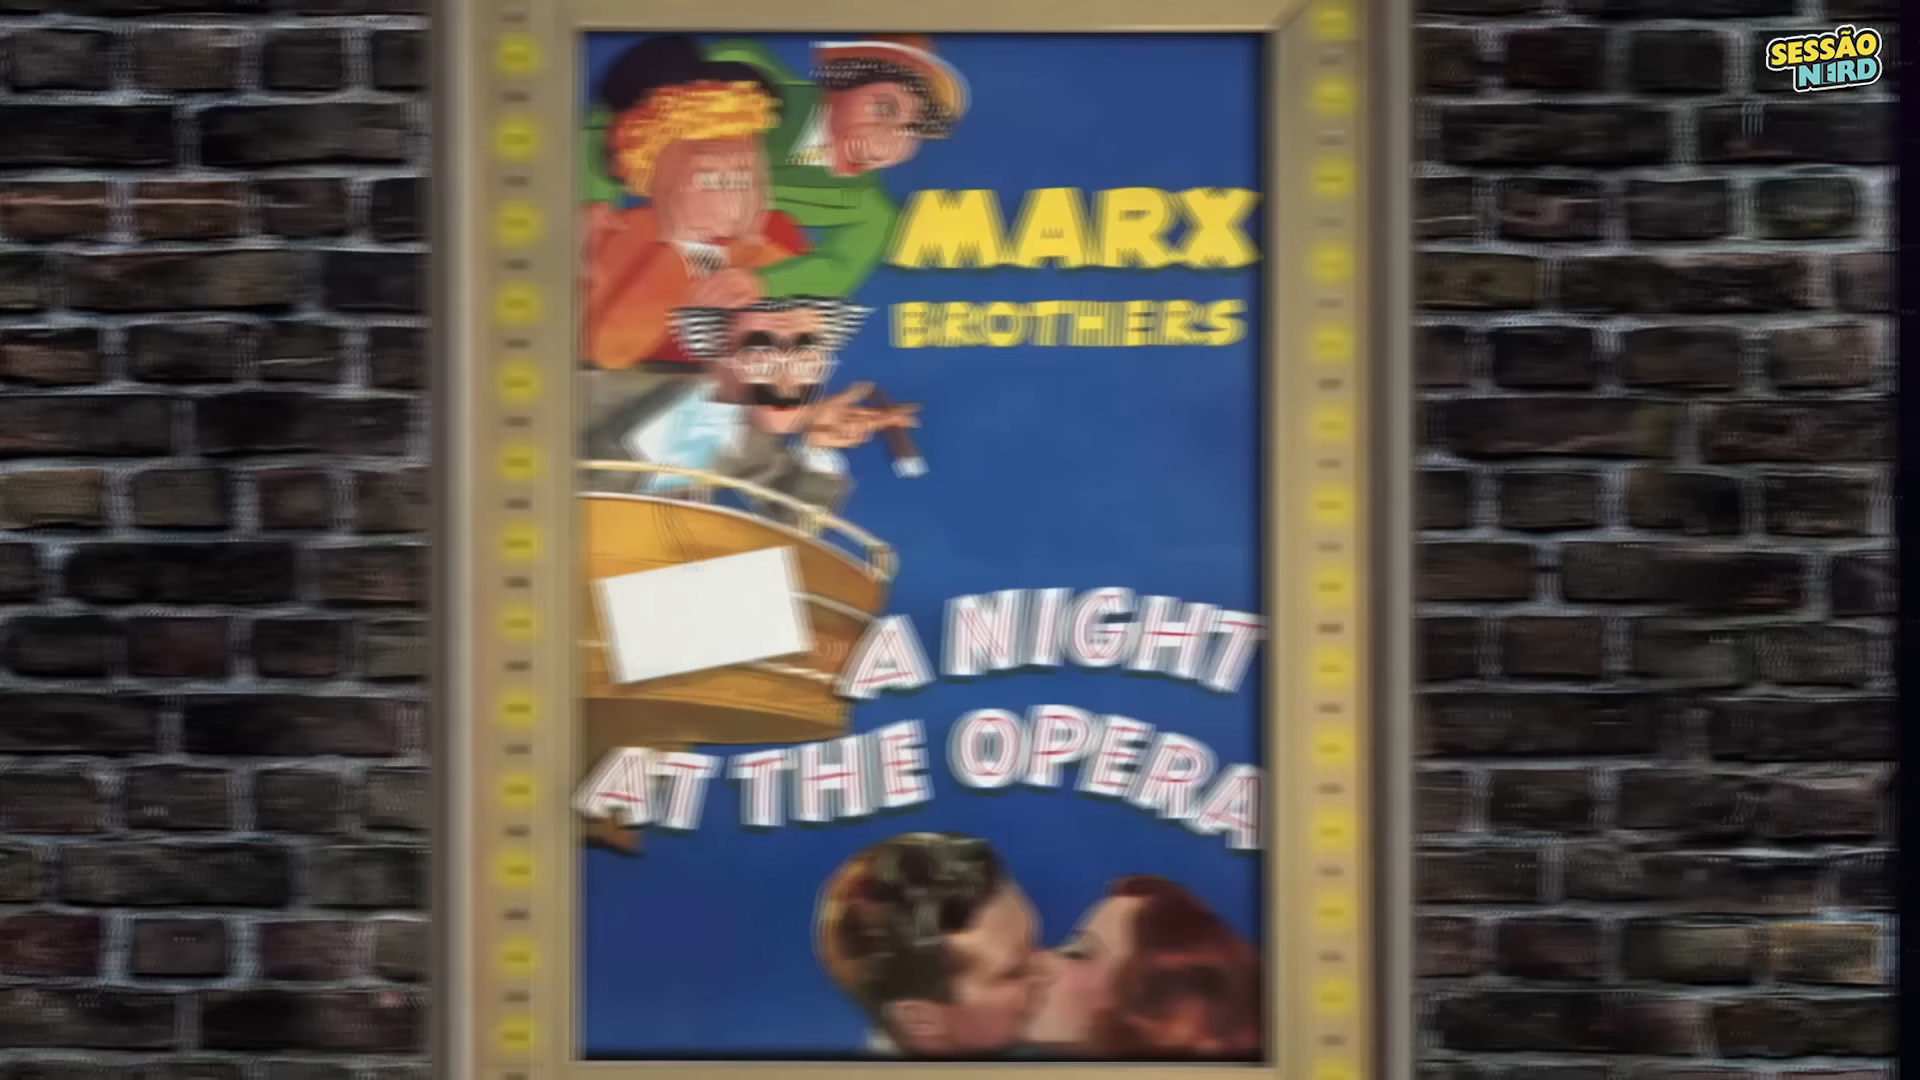 SESSÃO
NERD
MARX
BROTHERS
A NIGHT
AT THE OPERA